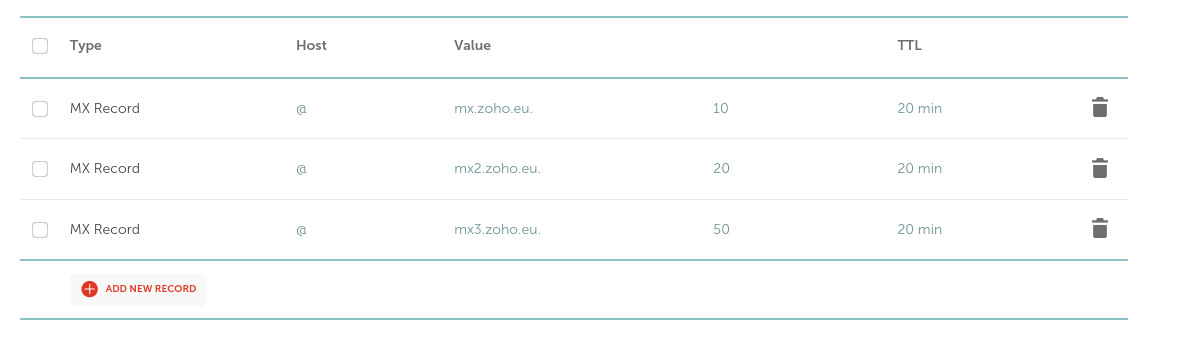 Type Host Value TTL
MX Record @ mx.zoho.eu. 10 20 min
MX Record @ mx2.zoho.eu. 20 20 min
MX Record @ mx3.zoho.eu. 50 20 min
ADD NEW RECORD